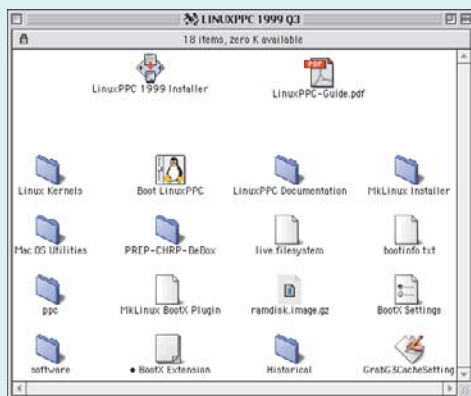 LINUXPPC 1999 Q3
18 items, zero K available
LinuxPPC 1999 Installer
PDF
LinuxPPC-Guide.pdf
Linux Kernels
Boot LinuxPPC
LinuxPPC Documentation
MkLinux Installer
Mac OS Utilities
PREP-CHRP-BeBox
live.filesystem
bootinfo.txt
ppc
MkLinux BootX Plugin
ramdisk.image.gz
BootX Settings
software
• BootX Extension
Historical
GrabG3CacheSetting